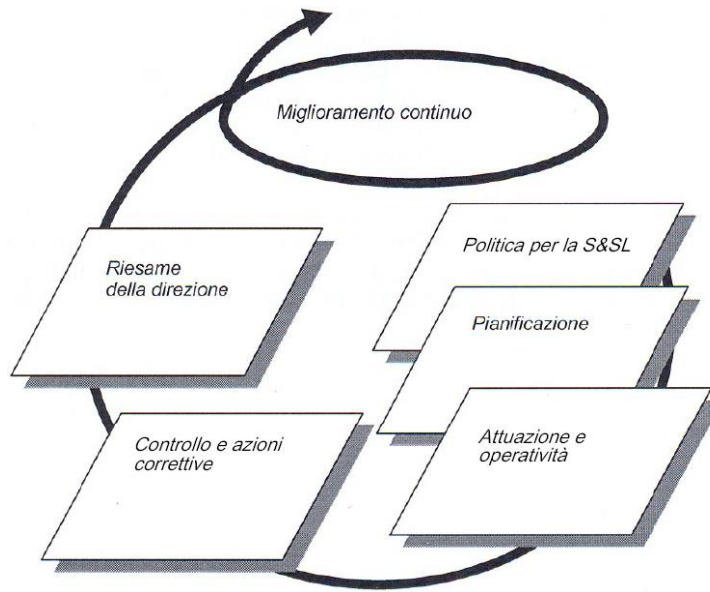 Miglioramento continuo
Politica per la S&SL
Pianificazione
Attuazione e
operatività
Controllo e azioni
correttive
Riesame
della direzione